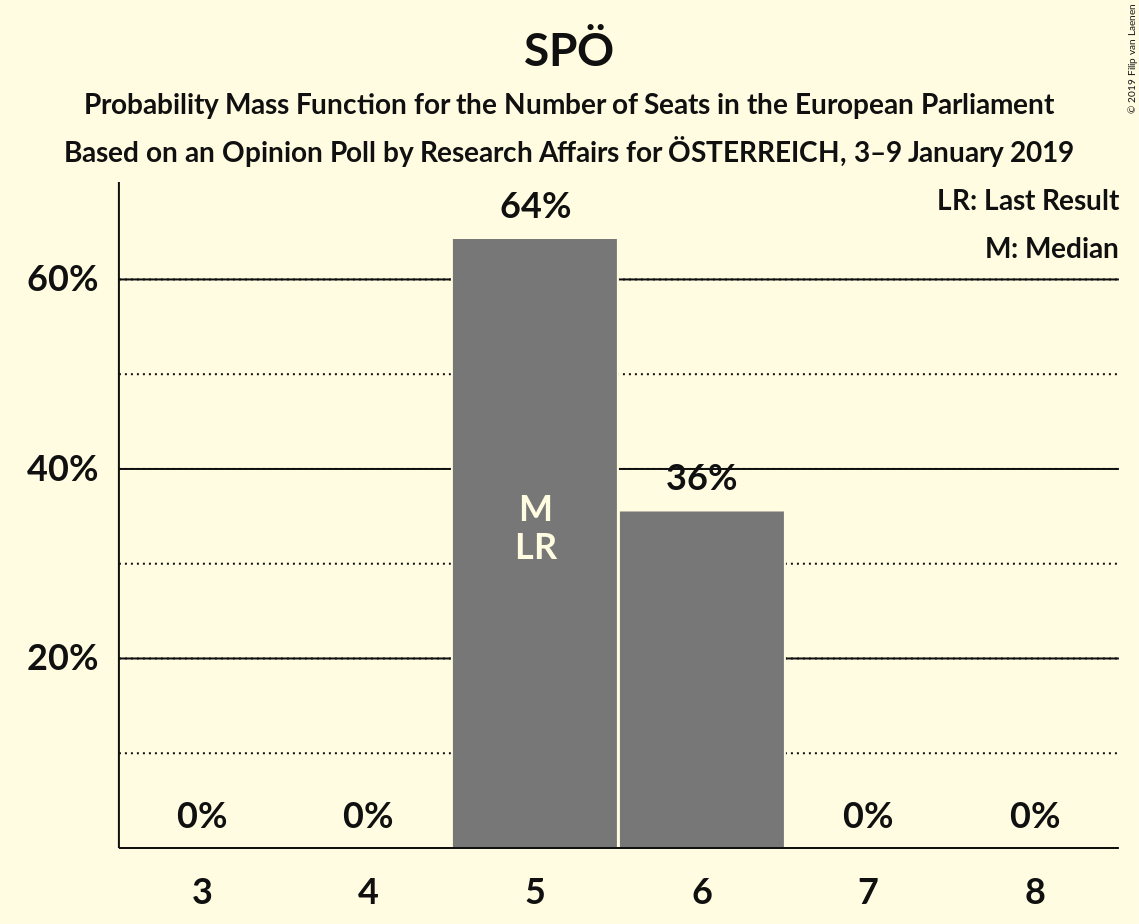 SPÖ
Probability Mass Function for the Number of Seats in the European Parliament
Based on an Opinion Poll by Research Affairs for ÖSTERREICH, 3–9 January 2019
© 2019 Filip van Laenen
LR: Last Result
M: Median
64%
60%
40%
36%
M
LR
20%
0%
0%
0%
0%
3
4
5
6
7
8